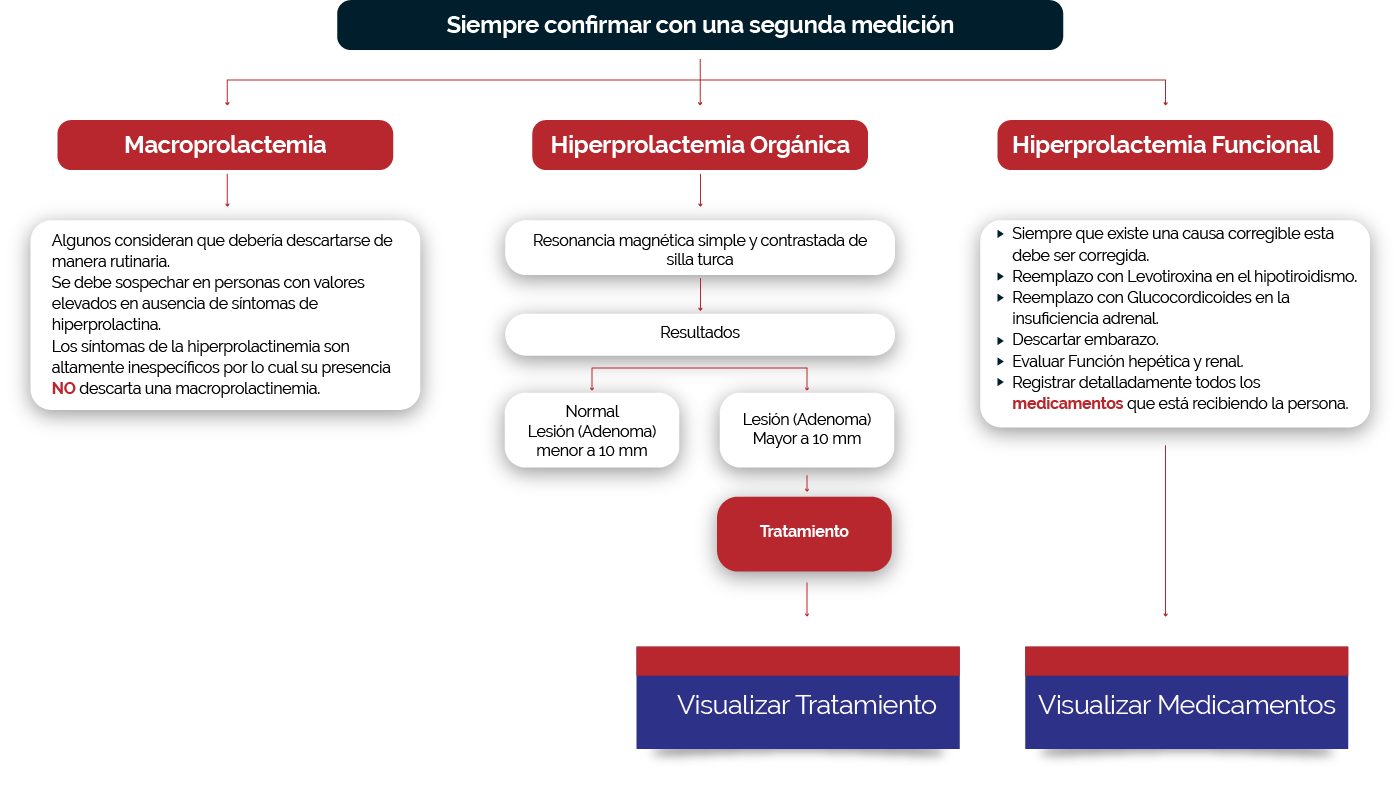 Siempre confirmar con una segunda medición
Macroprolactemia
Algunos consideran que debería descartarse de
manera rutinaria.
Se debe sospechar en personas con valores
elevados en ausencia de síntomas de
hiperprolactina.
Los síntomas de la hiperprolactinemia son
altamente inespecíficos por lo cual su presencia
NO descarta una macroprolactinemia.
Hiperprolactemia Orgánica
Resonancia magnética simple y contrastada de
silla turca
Resultados
Normal
Lesión (Adenoma)
menor a 10 mm
Lesión (Adenoma)
Mayor a 10 mm
Tratamiento
Visualizar Tratamiento
Hiperprolactemia Funcional
Siempre que existe una causa corregible esta
debe ser corregida.
Reemplazo con Levotiroxina en el hipotiroidismo.
Reemplazo con Glucocordicoides en la
insuficiencia adrenal.
Descartar embarazo.
Evaluar Función hepética y renal.
Registrar detalladamente todos los
medicamentos que está recibiendo la persona.
Visualizar Medicamentos